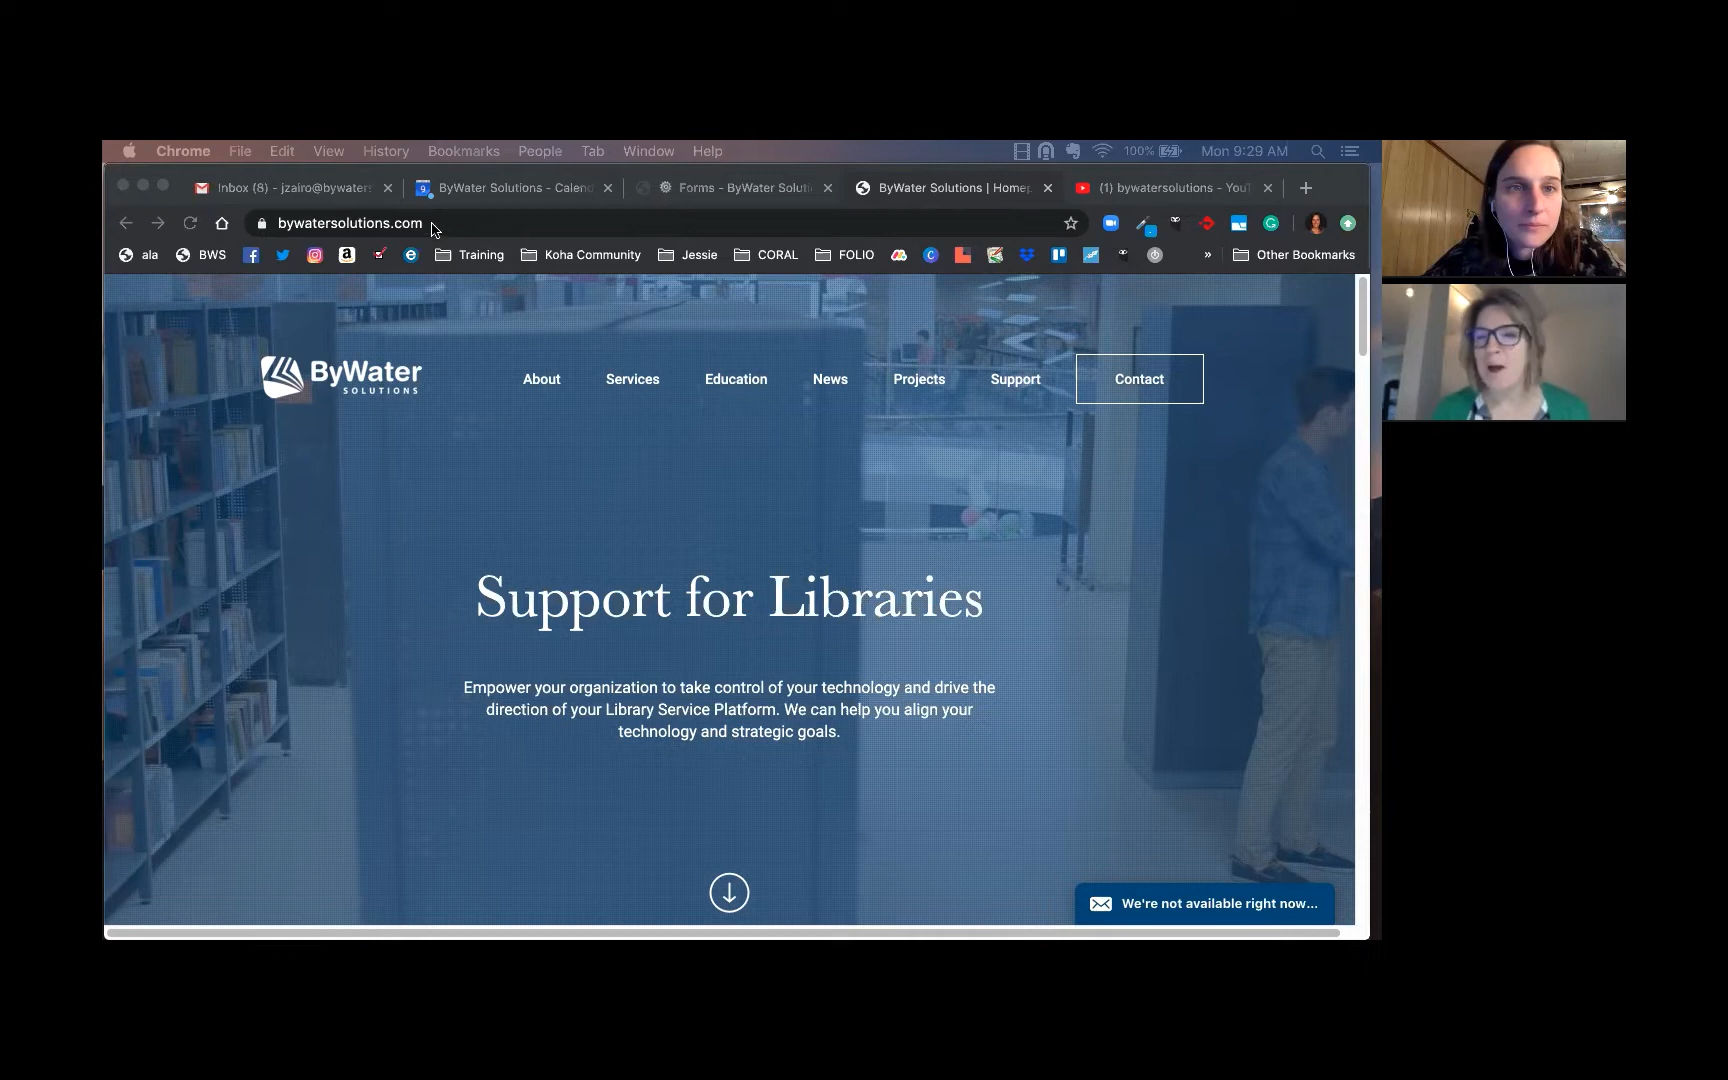 Chrome File Edit View History Bookmarks People Tab Window Help 100% Mon 9:29 AM
Inbox (8) - jzairo@bywaters
ByWater Solutions - Calend
Forms - ByWater Soluti
ByWater Solutions | Home
(1) bywatersolutions - You
bywatersolutions.com
ala BWS Training Koha Community Jessie CORAL FOLIO » Other Bookmarks
ByWater
SOLUTIONS
About Services Education News Projects Support Contact
Support for Libraries
Empower your organization to take control of your technology and drive the
direction of your Library Service Platform. We can help you align your
technology and strategic goals.
We're not available right now...